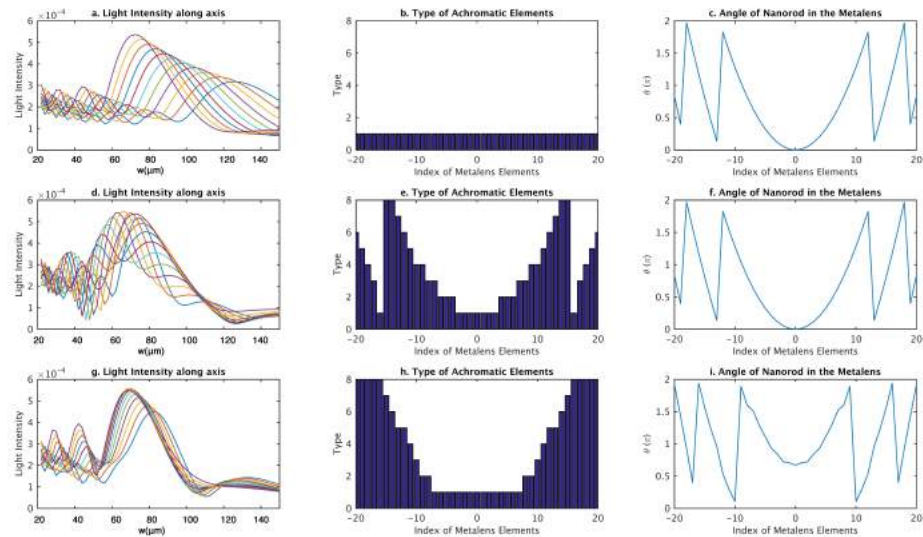 a. Light Intensity along axis
×10⁻⁴
6
5
4
3
2
1
0
20 40 60 80 100 120 140
Light Intensity
w(μm)
b. Type of Achromatic Elements
8
6
4
2
0
-20 -10 0 10 20
Type
Index of Metalens Elements
c. Angle of Nanorod in the Metalens
2
1.5
1
0.5
0
-20 -10 0 10 20
θ (π)
Index of Metalens Elements
d. Light Intensity along axis
×10⁻⁴
6
5
4
3
2
1
0
20 40 60 80 100 120 140
Light Intensity
w(μm)
e. Type of Achromatic Elements
8
6
4
2
0
-20 -10 0 10 20
Type
Index of Metalens Elements
f. Angle of Nanorod in the Metalens
2
1.5
1
0.5
0
-20 -10 0 10 20
θ (π)
Index of Metalens Elements
g. Light Intensity along axis
×10⁻⁴
6
5
4
3
2
1
0
20 40 60 80 100 120 140
Light Intensity
w(μm)
h. Type of Achromatic Elements
8
6
4
2
0
-20 -10 0 10 20
Type
Index of Metalens Elements
i. Angle of Nanorod in the Metalens
2
1.5
1
0.5
0
-20 -10 0 10 20
θ (π)
Index of Metalens Elements